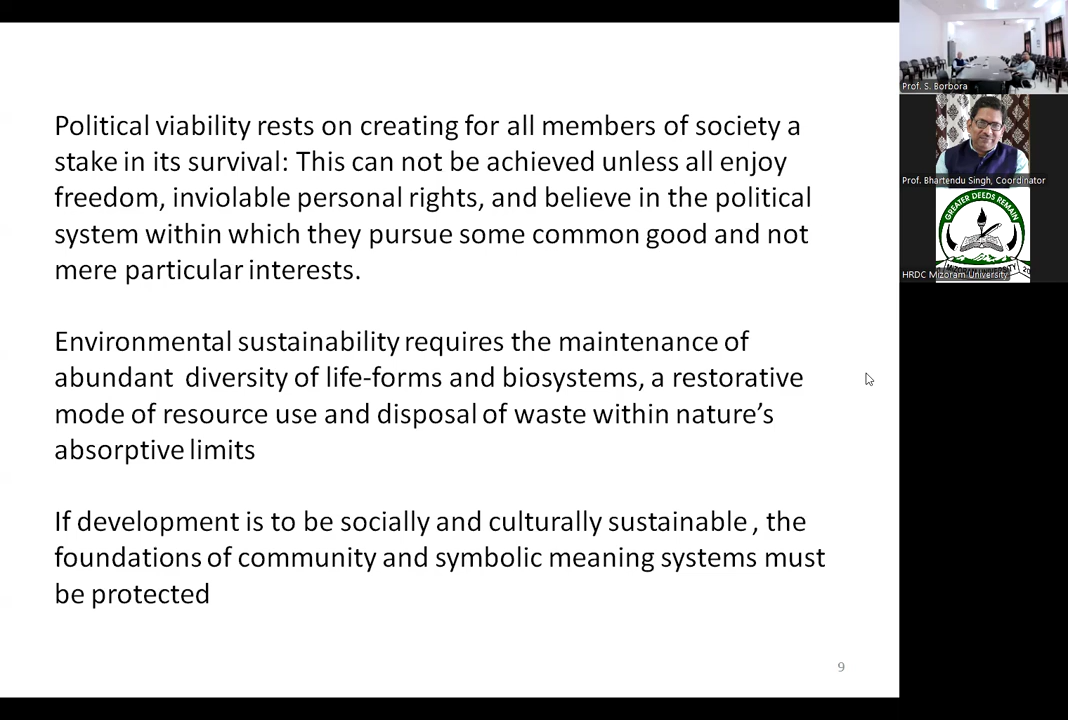 Political viability rests on creating for all members of society a
stake in its survival: This can not be achieved unless all enjoy
freedom, inviolable personal rights, and believe in the political
system within which they pursue some common good and not
mere particular interests.
Environmental sustainability requires the maintenance of
abundant diversity of life-forms and biosystems, a restorative
mode of resource use and disposal of waste within nature’s
absorptive limits
If development is to be socially and culturally sustainable , the
foundations of community and symbolic meaning systems must
be protected
9
Prof. S. Borbora
Prof. Bhartendu Singh, Coordinator
GREATER DEEDS REMAIN
MIZORAM UNIVERSITY
HRDC Mizoram University